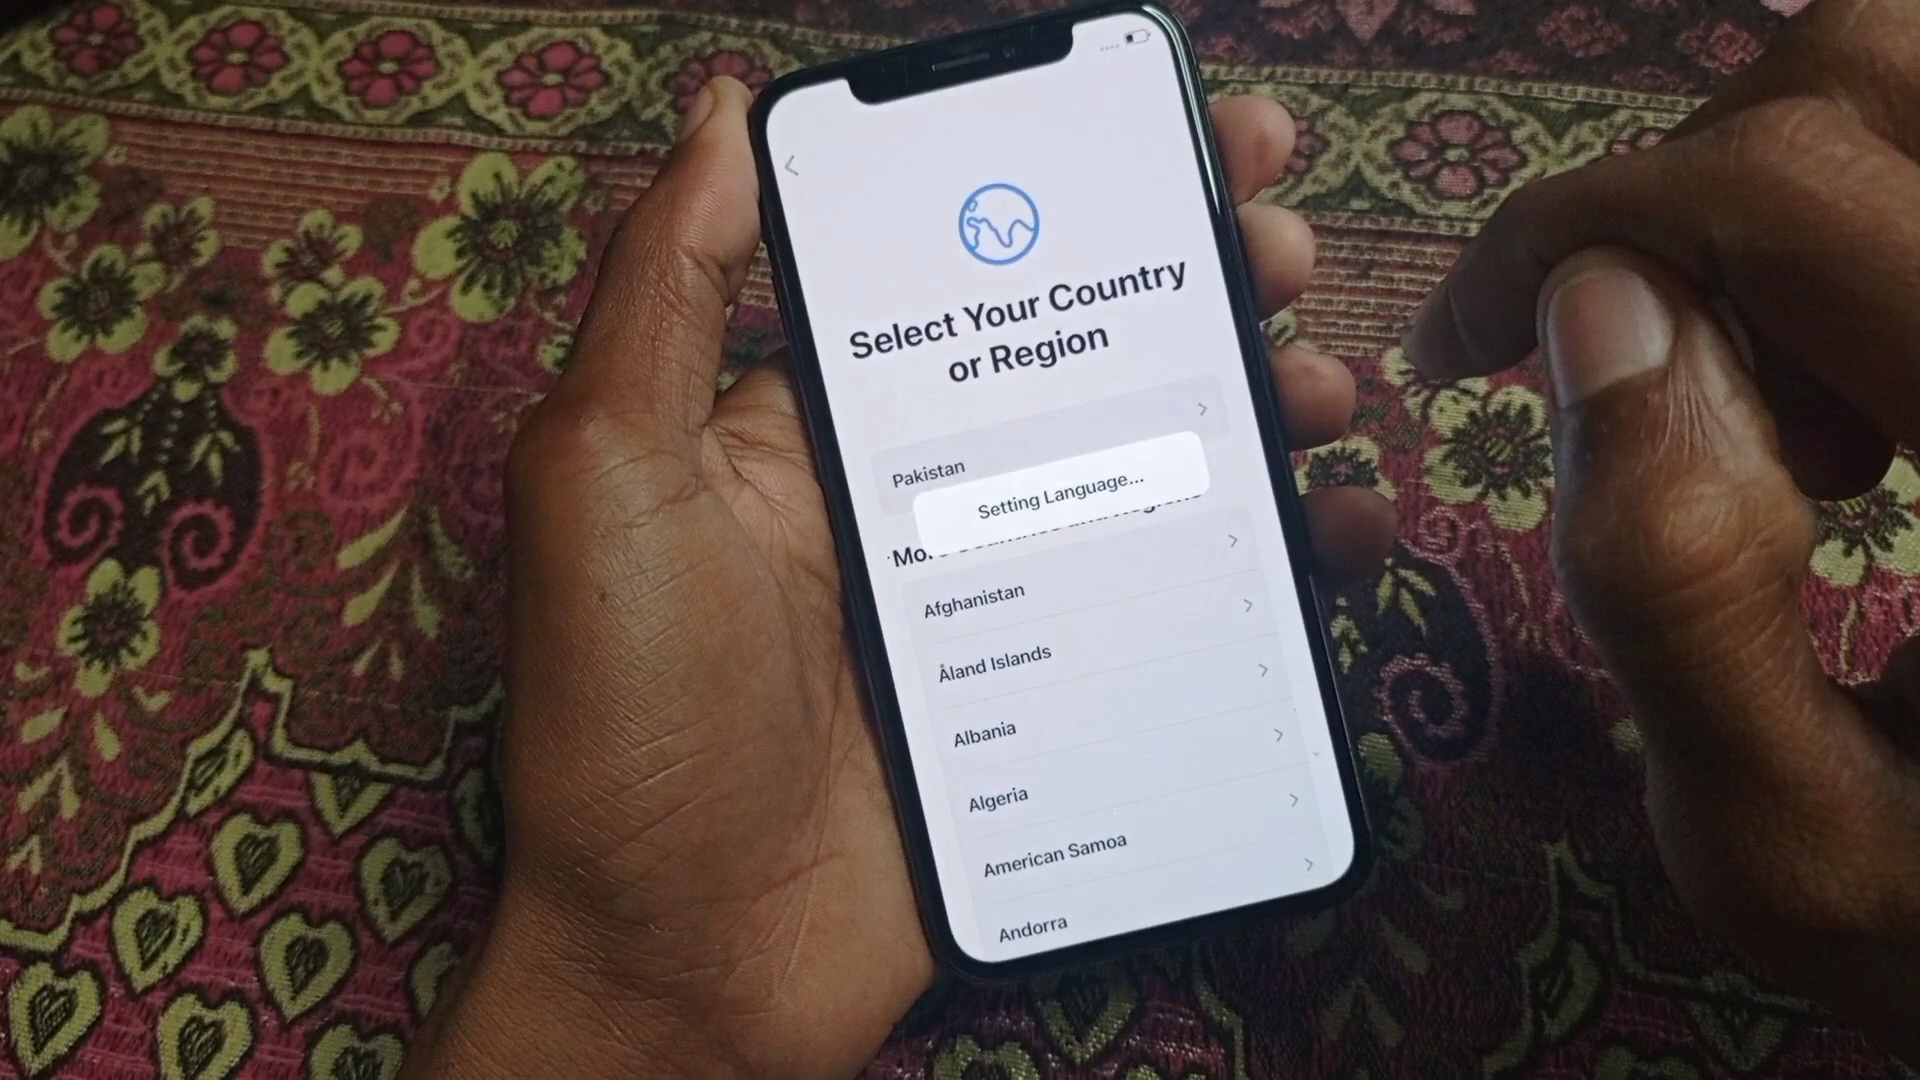 Select Your Country
or Region
Pakistan
Setting Language...
Afghanistan
Åland Islands
Albania
Algeria
American Samoa
Andorra